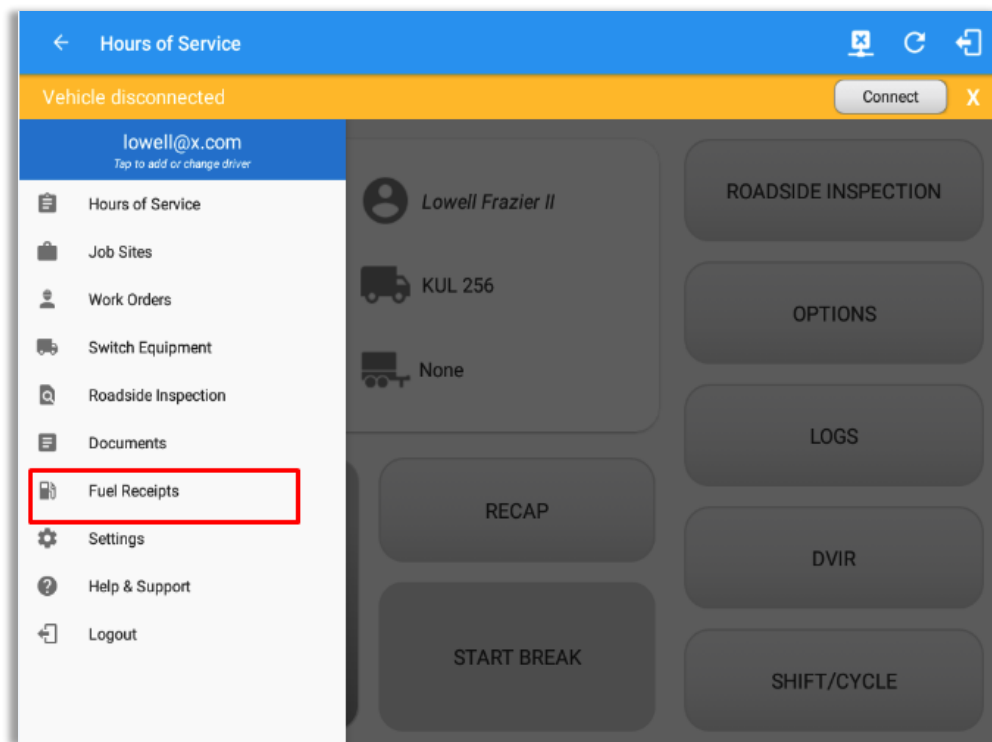 Hours of Service
Vehicle disconnected
Connect
X
lowell@x.com
Tap to add or change driver
Hours of Service
Job Sites
Work Orders
Switch Equipment
Roadside Inspection
Documents
Fuel Receipts
Settings
Help & Support
Logout
Lowell Frazier II
KUL 256
None
RECAP
START BREAK
ROADSIDE INSPECTION
OPTIONS
LOGS
DVIR
SHIFT/CYCLE